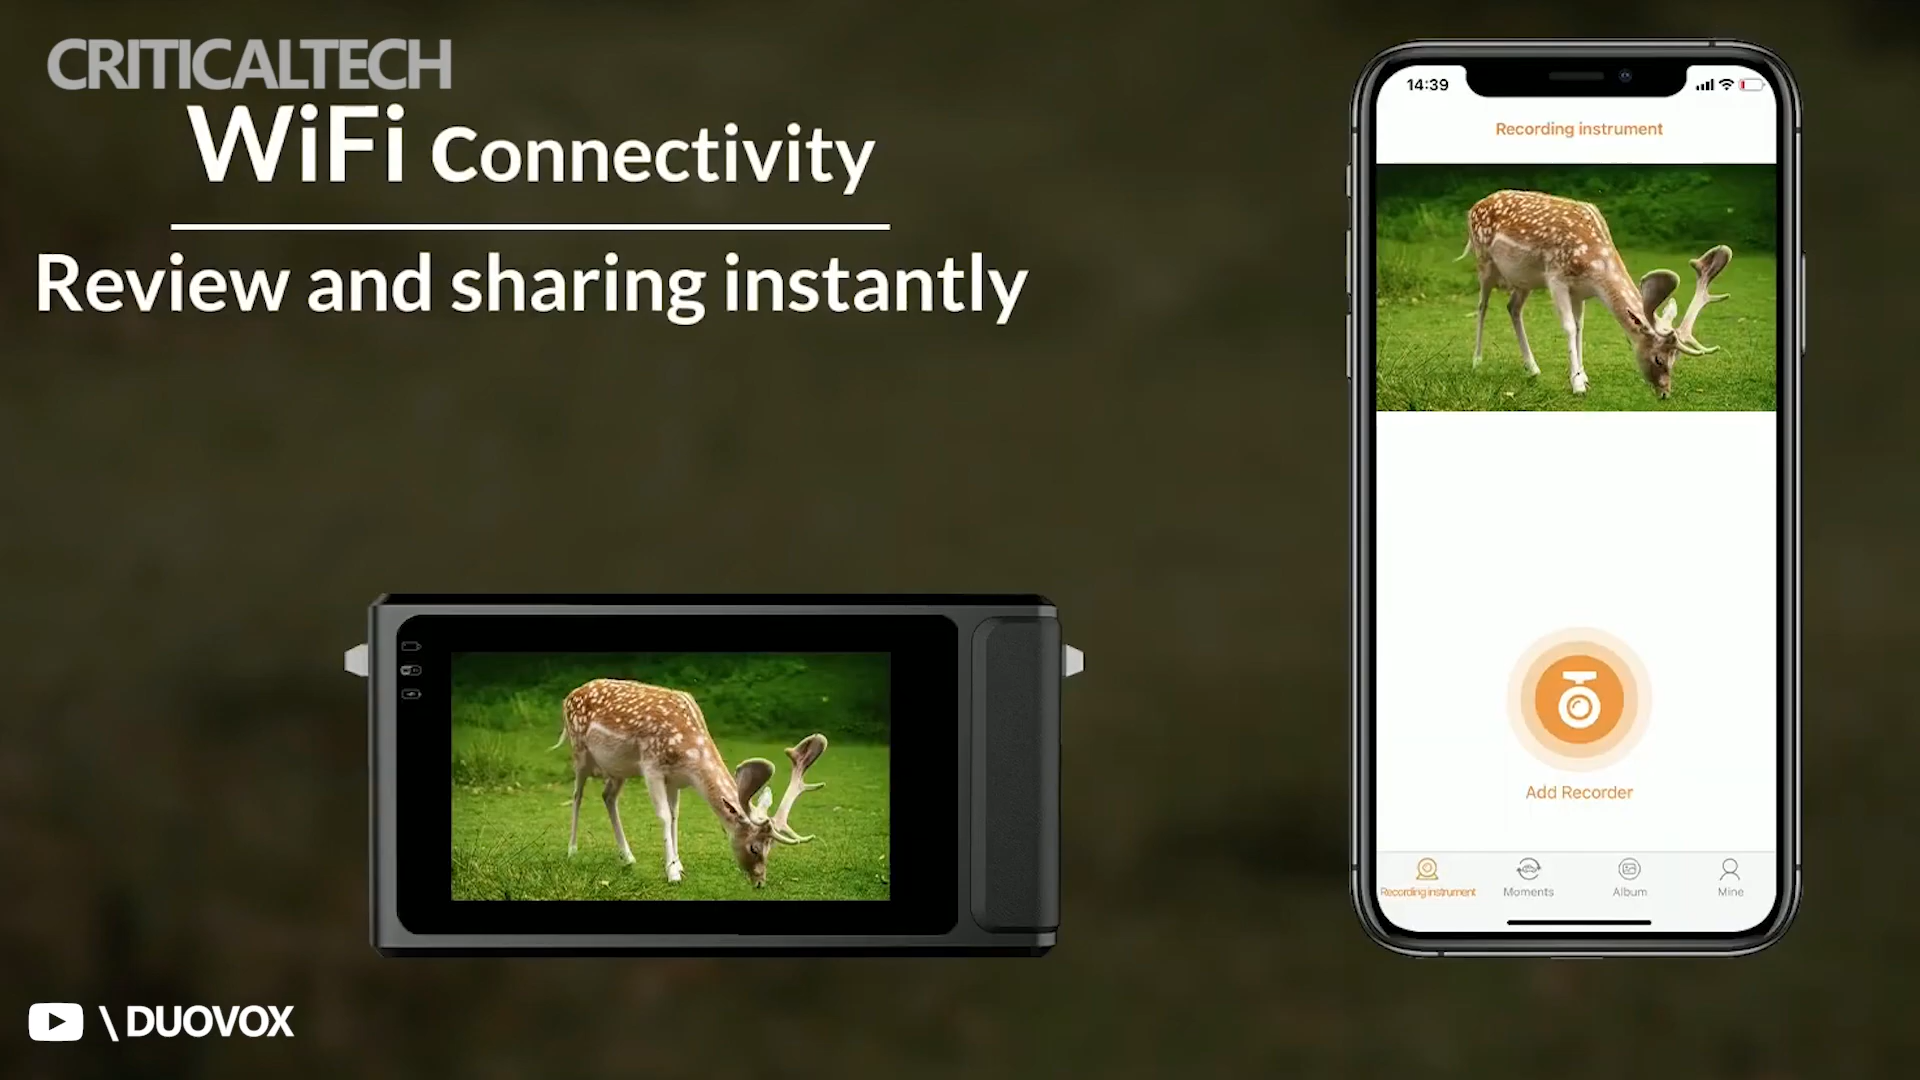 CRITICALTECH
WiFi Connectivity
Review and sharing instantly
14:39
Recording instrument
Add Recorder
Recording instrument
Moments
Album
Mine
\ DUOVOX